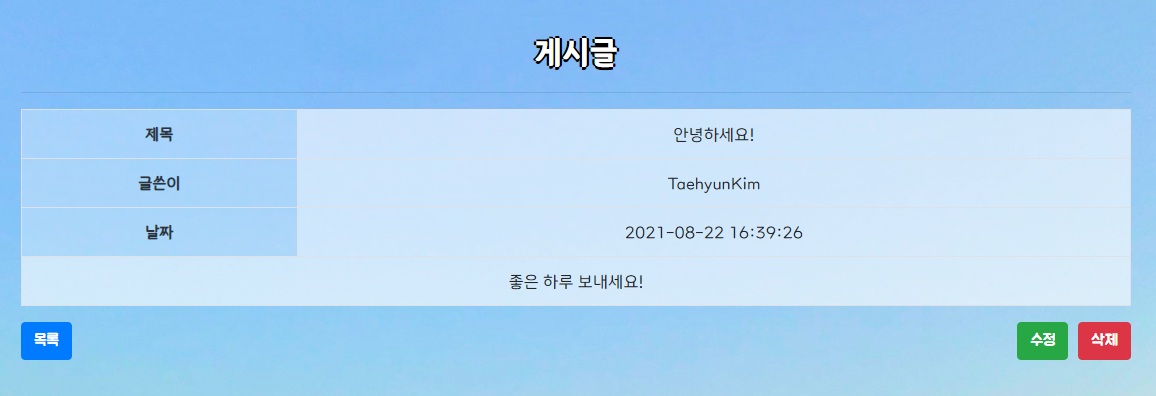 게시글
제목 안녕하세요!
글쓴이 TaehyunKim
날짜 2021-08-22 16:39:26
좋은 하루 보내세요!
목록 수정 삭제